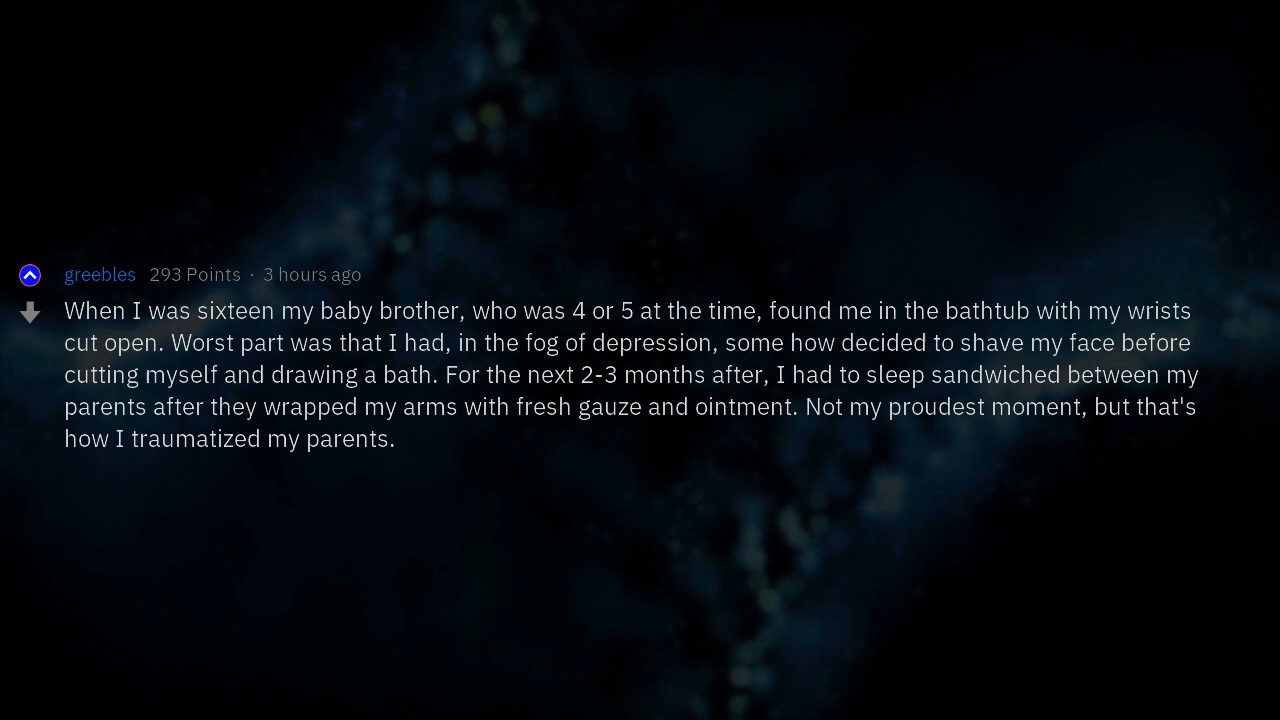 greebles 293 Points · 3 hours ago
When I was sixteen my baby brother, who was 4 or 5 at the time, found me in the bathtub with my wrists
cut open. Worst part was that I had, in the fog of depression, some how decided to shave my face before
cutting myself and drawing a bath. For the next 2-3 months after, I had to sleep sandwiched between my
parents after they wrapped my arms with fresh gauze and ointment. Not my proudest moment, but that's
how I traumatized my parents.